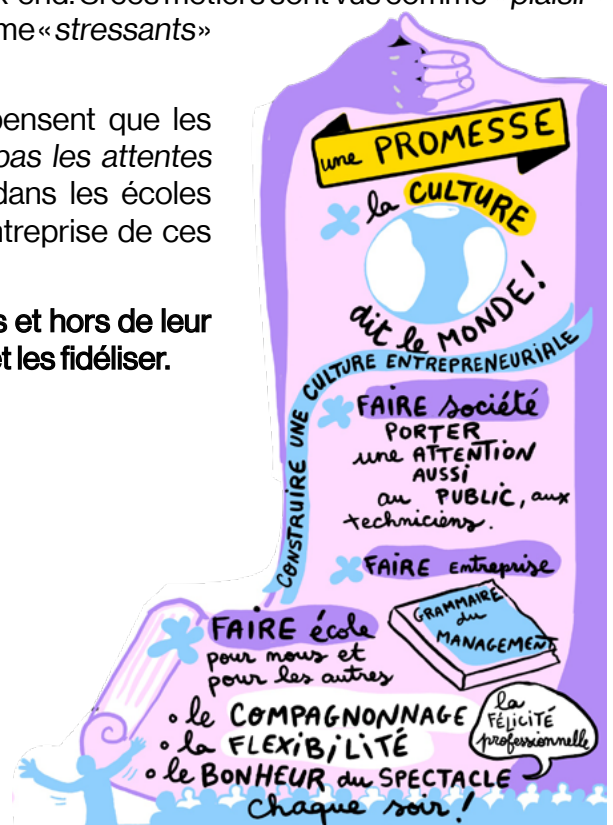 plaisir
me « stressants »
pensent que les
pas les attentes
dans les écoles
ntreprise de ces
s et hors de leur
et les fidéliser.
une PROMESSE
la CULTURE
dit le MONDE!
CONSTRUIRE UNE CULTURE ENTREPRENEURIALE
FAIRE société
PORTER
une ATTENTION
AUSSI
au PUBLIC, aux
techniciens.
FAIRE entreprise
GRAMMAIRE
du
MANAGEMENT
FAIRE école
pour nous et
pour les autres
• le COMPAGNONNAGE
• la FLEXIBILITÉ
• le BONHEUR du SPECTACLE
chaque soir!
la
FÉLICITÉ
professionnelle